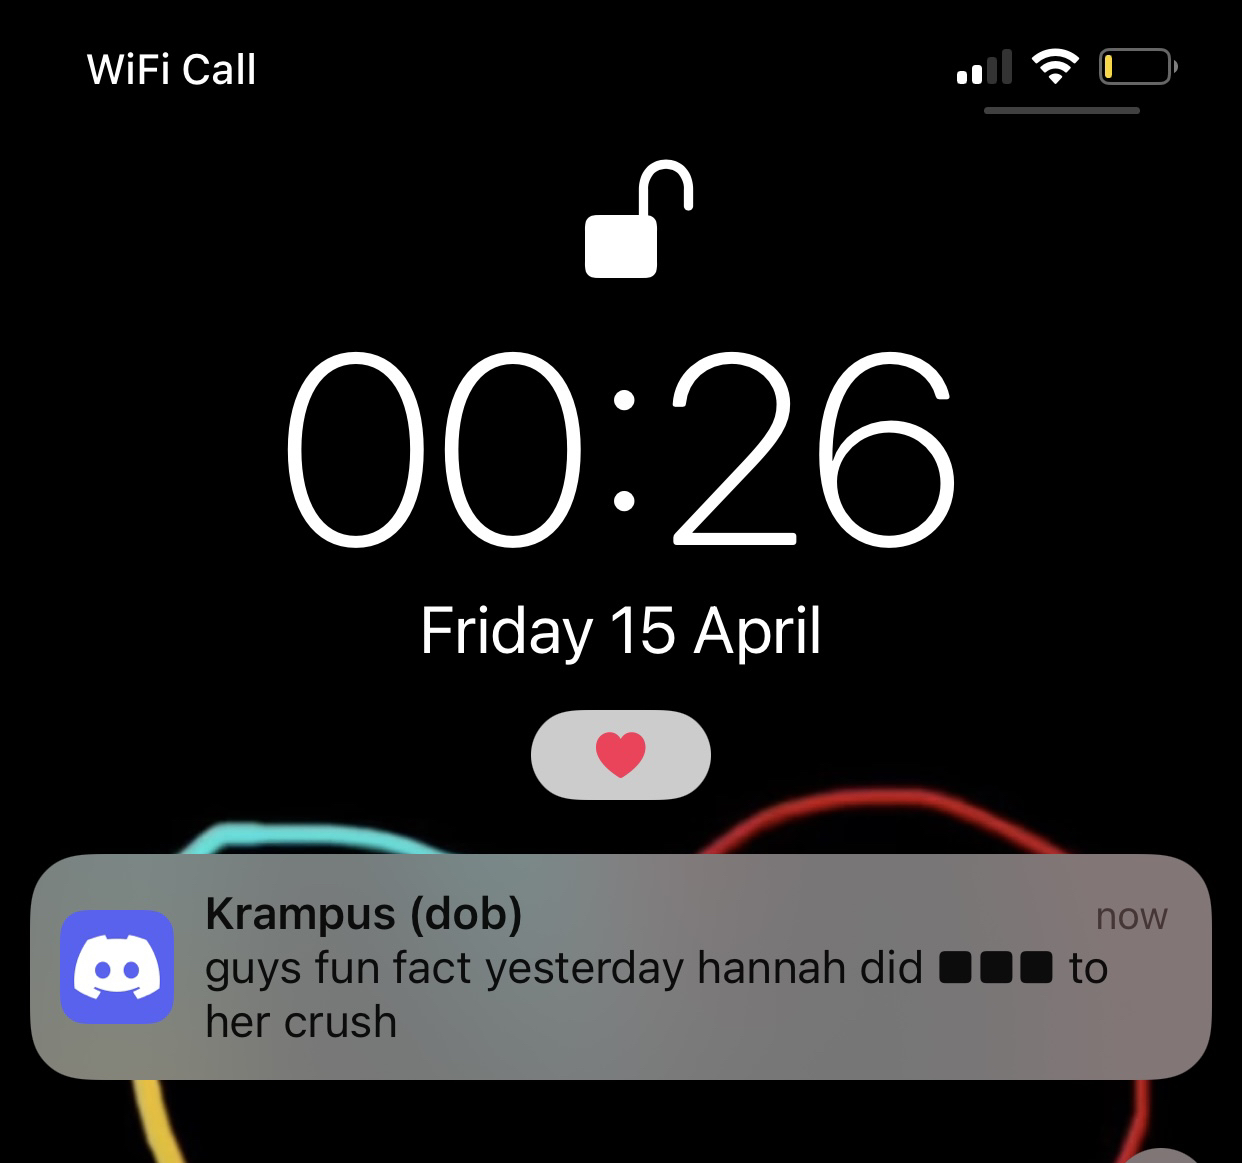 WiFi Call
00:26
Friday 15 April
Krampus (dob)
now
guys fun fact yesterday hannah did ■■■ to
her crush